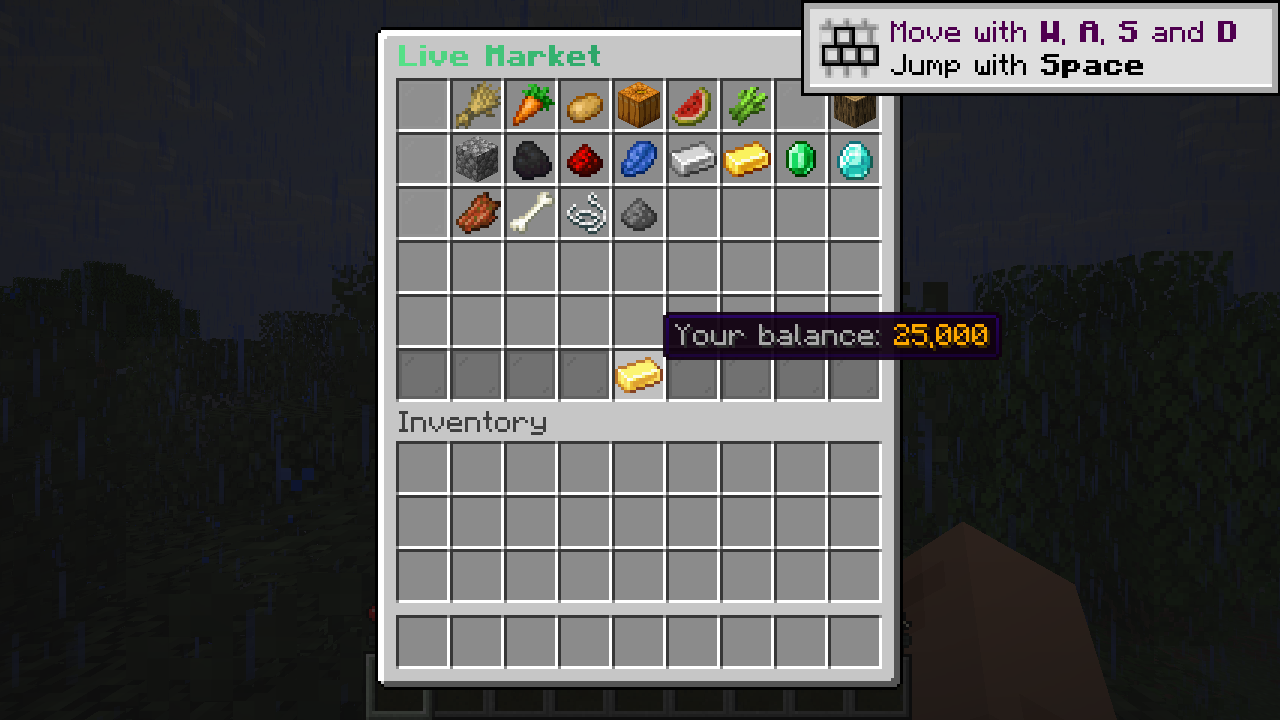 Live Market
Move with W, A, S and D
Jump with Space
Your balance: 25,000
Inventory